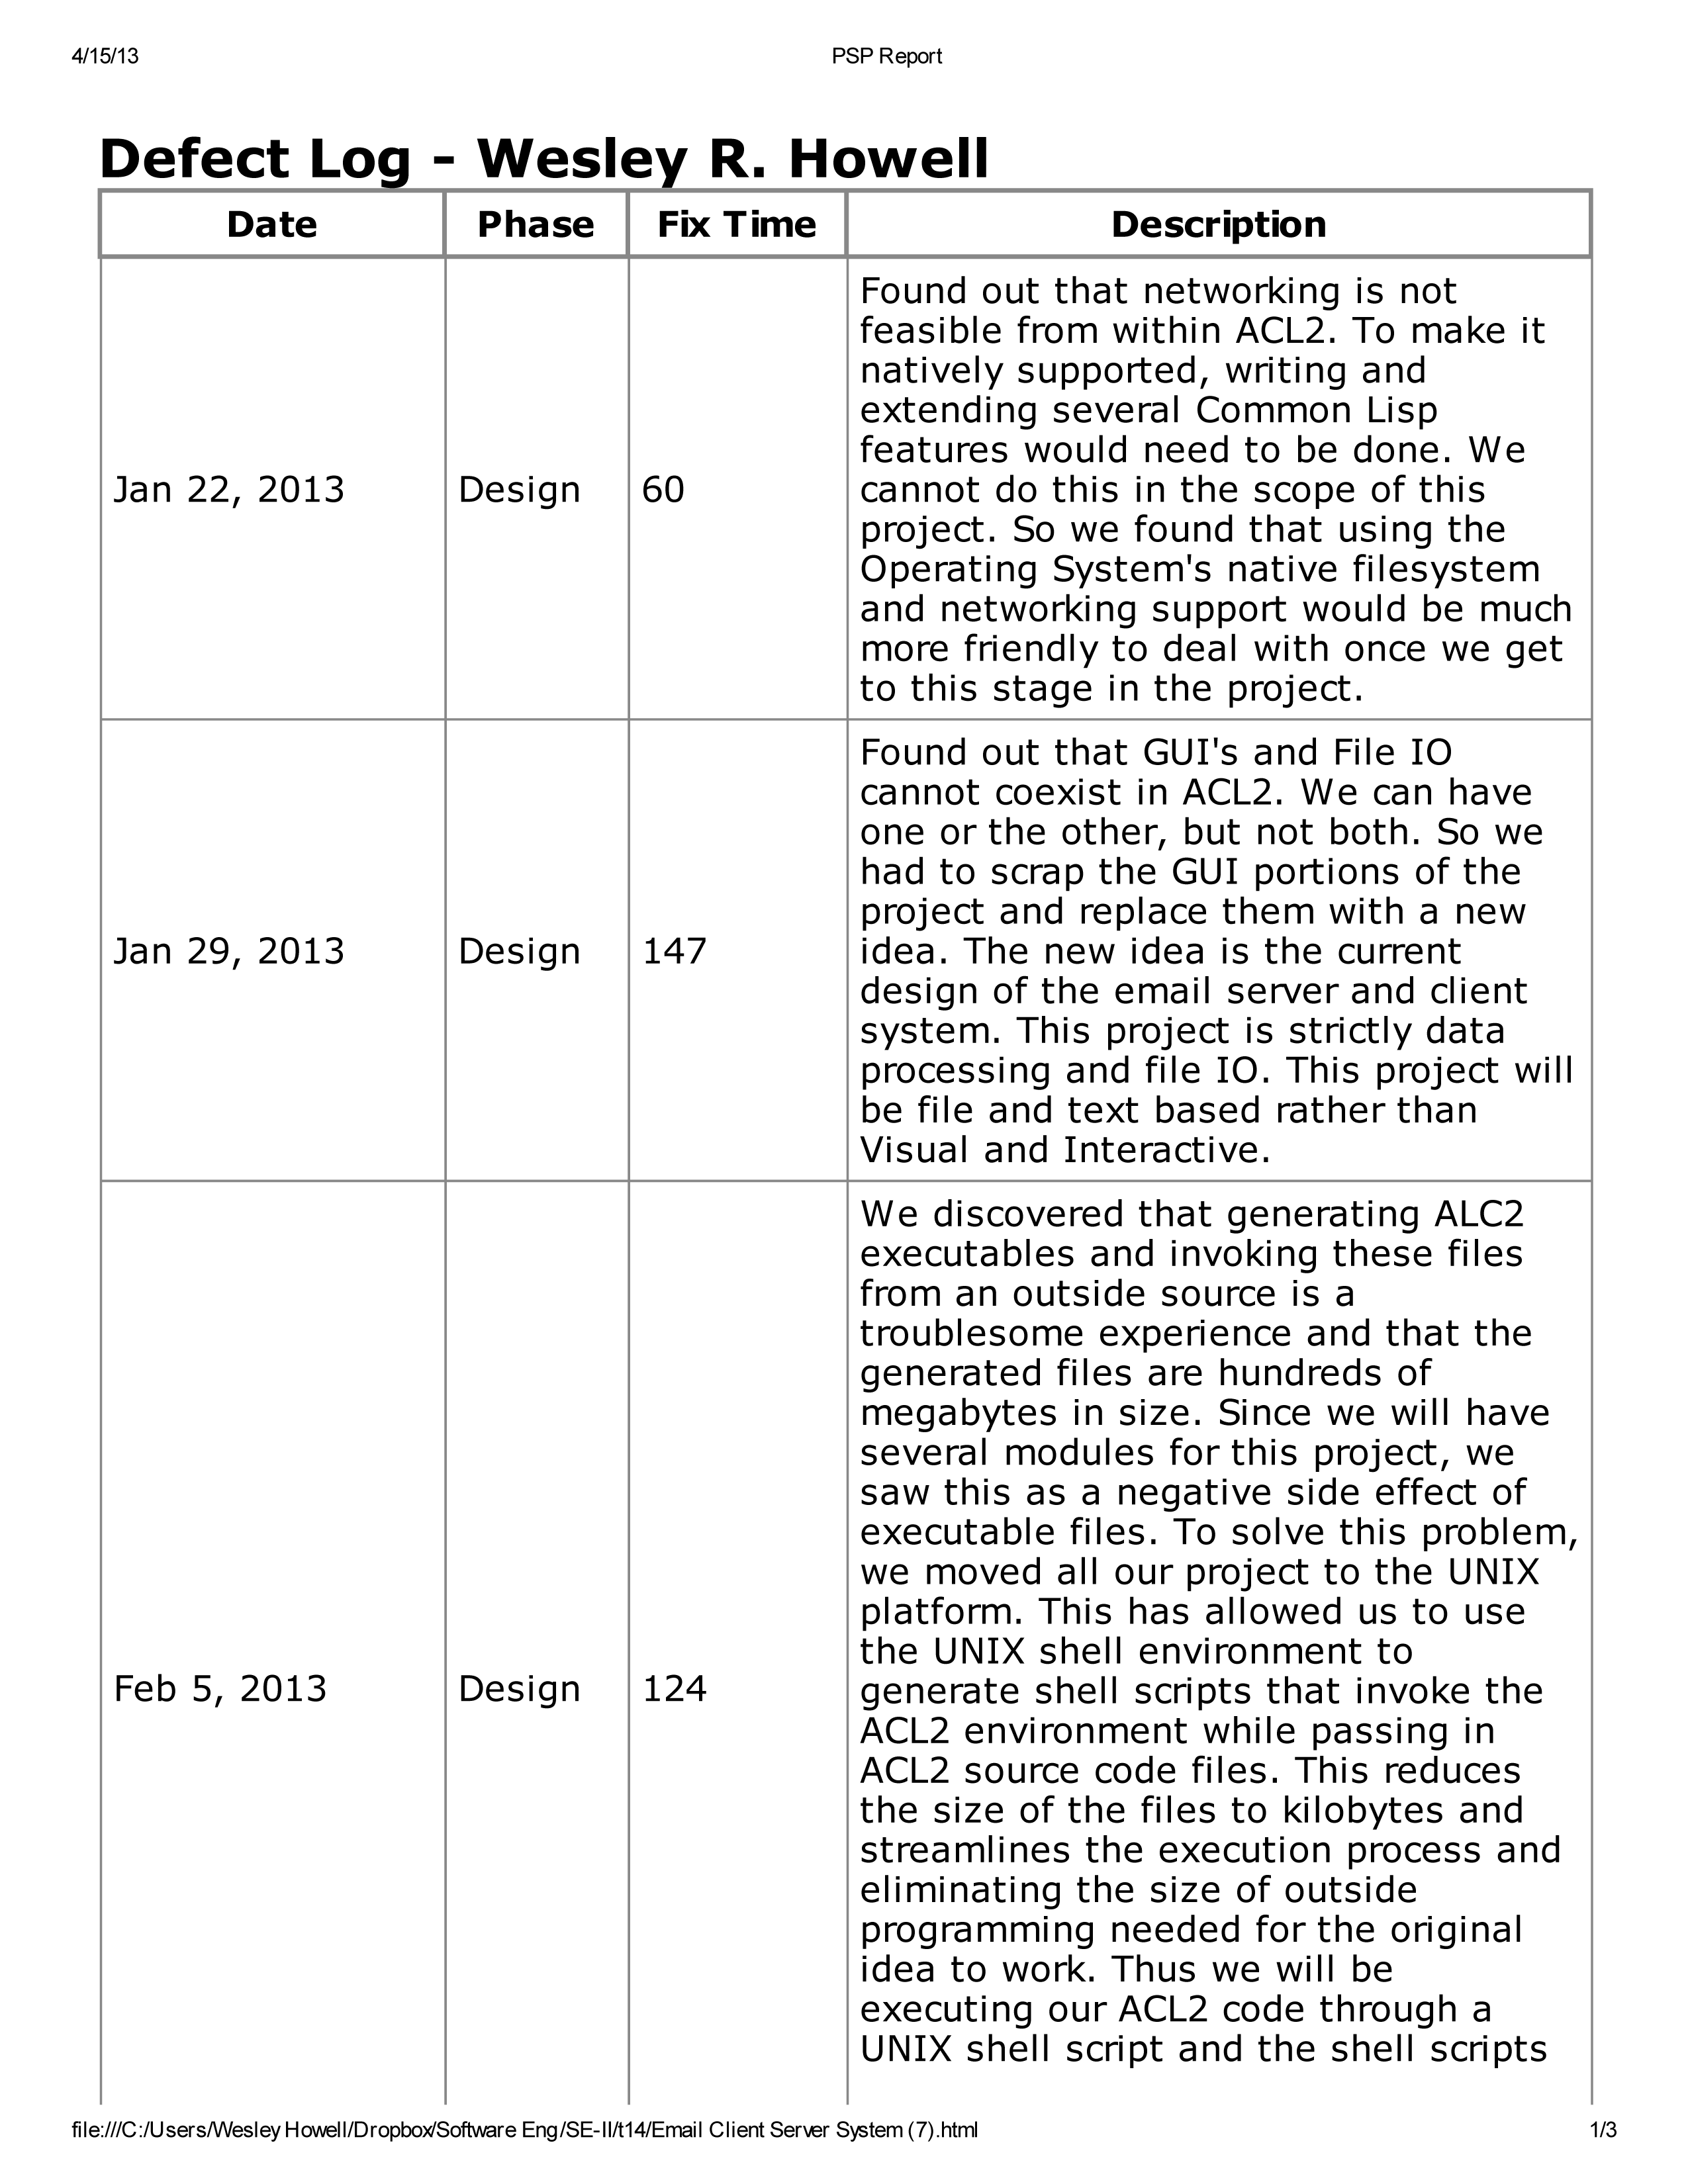 4/15/13 PSP Report
Defect Log - Wesley R. Howell
Date Phase Fix Time Description
Found out that networking is not
feasible from within ACL2. To make it
natively supported, writing and
extending several Common Lisp
features would need to be done. We
Jan 22, 2013 Design 60 cannot do this in the scope of this
project. So we found that using the
Operating System's native filesystem
and networking support would be much
more friendly to deal with once we get
to this stage in the project.
Found out that GUI's and File IO
cannot coexist in ACL2. We can have
one or the other, but not both. So we
had to scrap the GUI portions of the
project and replace them with a new
Jan 29, 2013 Design 147 idea. The new idea is the current
design of the email server and client
system. This project is strictly data
processing and file IO. This project will
be file and text based rather than
Visual and Interactive.
We discovered that generating ALC2
executables and invoking these files
from an outside source is a
troublesome experience and that the
generated files are hundreds of
megabytes in size. Since we will have
several modules for this project, we
saw this as a negative side effect of
executable files. To solve this problem,
we moved all our project to the UNIX
platform. This has allowed us to use
the UNIX shell environment to
Feb 5, 2013 Design 124 generate shell scripts that invoke the
ACL2 environment while passing in
ACL2 source code files. This reduces
the size of the files to kilobytes and
streamlines the execution process and
eliminating the size of outside
programming needed for the original
idea to work. Thus we will be
executing our ACL2 code through a
UNIX shell script and the shell scripts
file:///C:/Users/Wesley Howell/Dropbox/Software Eng/SE-II/t14/Email Client Server System (7).html 1/3